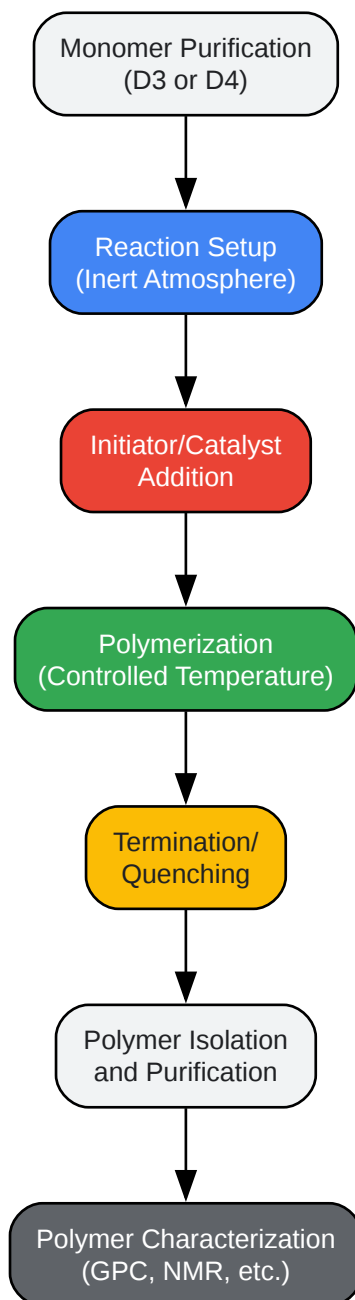 Monomer Purification
(D3 or D4)
Reaction Setup
(Inert Atmosphere)
Initiator/Catalyst
Addition
Polymerization
(Controlled Temperature)
Termination/
Quenching
Polymer Isolation
and Purification
Polymer Characterization
(GPC, NMR, etc.)